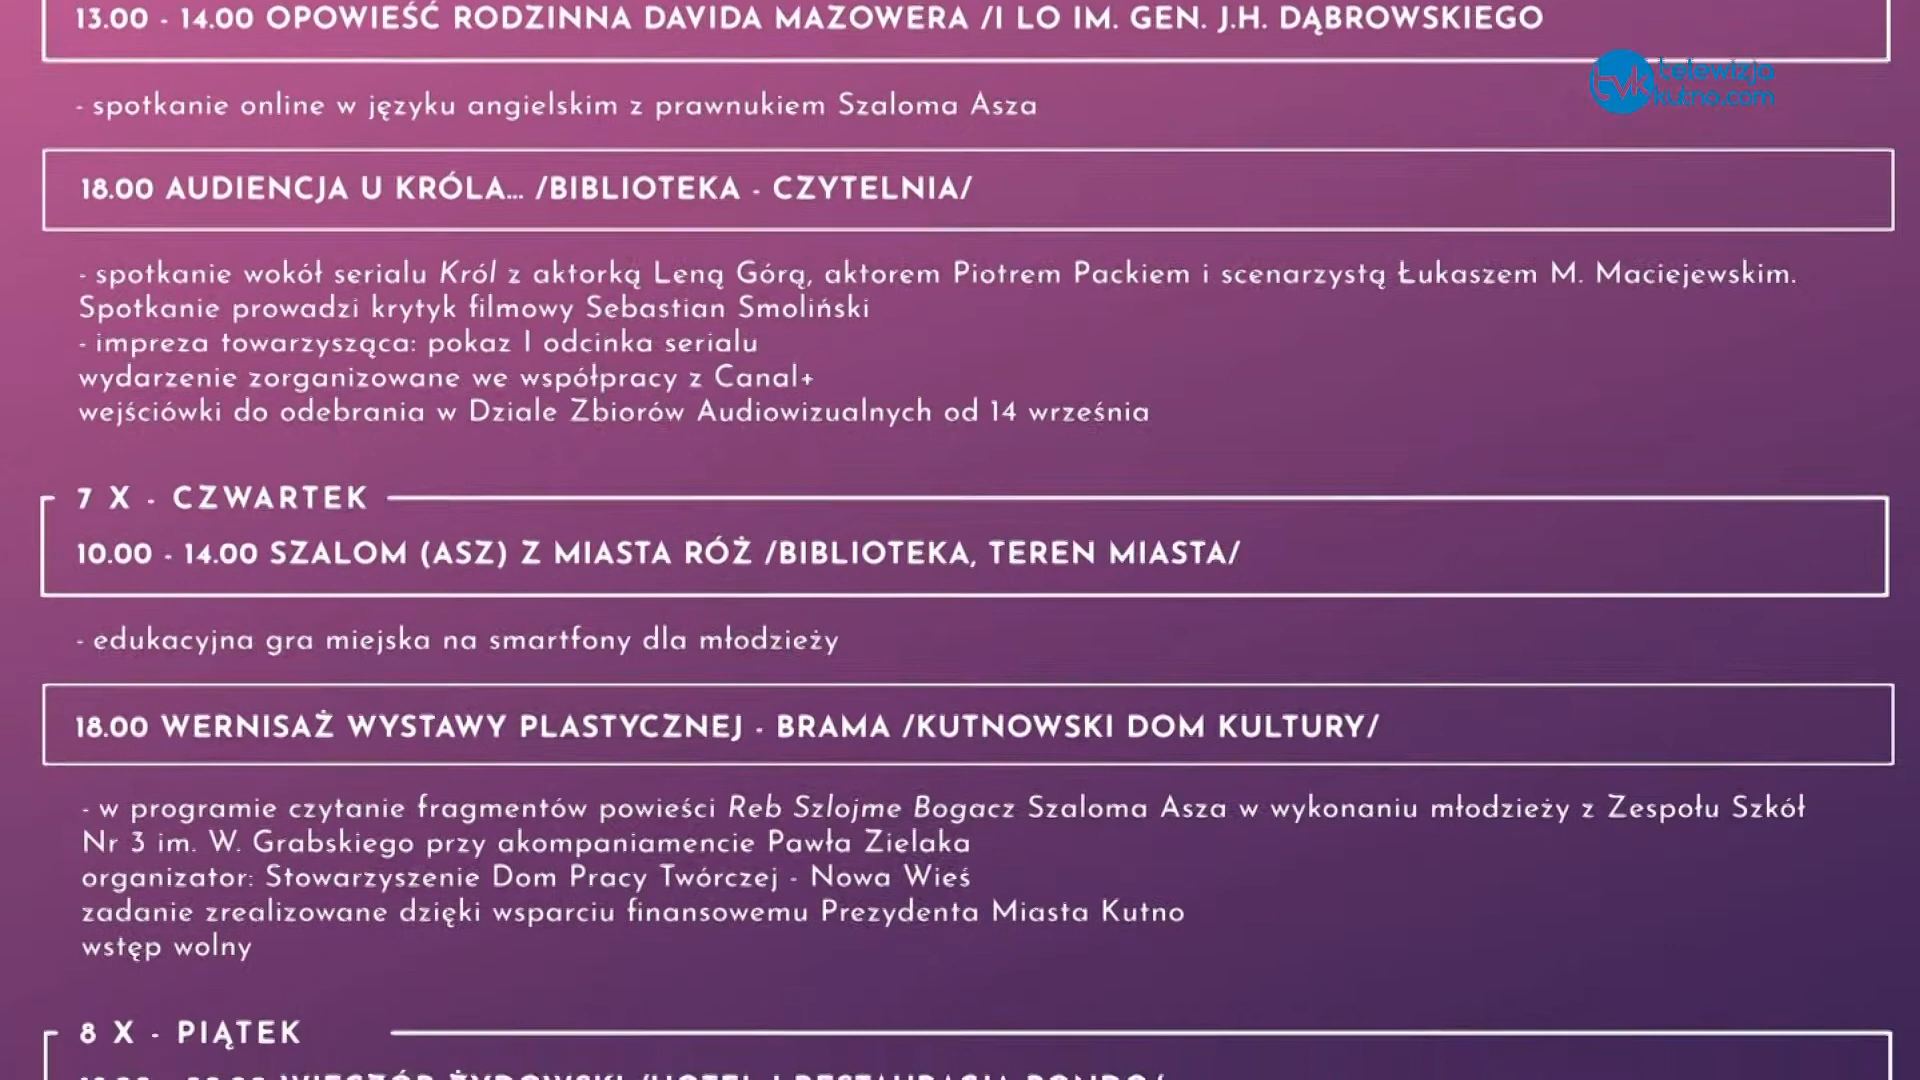 13.00 - 14.00 OPOWIEŚĆ RODZINNA DAVIDA MAZOWERA /I LO IM. GEN. J.H. DĄBROWSKIEGO
telewizja
tvk
kutno.com
- spotkanie online w języku angielskim z prawnukiem Szaloma Asza
18.00 AUDIENCJA U KRÓLA... /BIBLIOTEKA - CZYTELNIA/
- spotkanie wokół serialu Król z aktorką Leną Górą, aktorem Piotrem Packiem i scenarzystą Łukaszem M. Maciejewskim.
Spotkanie prowadzi krytyk filmowy Sebastian Smoliński
- impreza towarzysząca: pokaz I odcinka serialu
wydarzenie zorganizowane we współpracy z Canal+
wejściówki do odebrania w Dziale Zbiorów Audiowizualnych od 14 września
7 X - CZWARTEK
10.00 - 14.00 SZALOM (ASZ) Z MIASTA RÓŻ /BIBLIOTEKA, TEREN MIASTA/
- edukacyjna gra miejska na smartfony dla młodzieży
18.00 WERNISAŻ WYSTAWY PLASTYCZNEJ - BRAMA /KUTNOWSKI DOM KULTURY/
- w programie czytanie fragmentów powieści Reb Szlojme Bogacz Szaloma Asza w wykonaniu młodzieży z Zespołu Szkół
Nr 3 im. W. Grabskiego przy akompaniamencie Pawła Zielaka
organizator: Stowarzyszenie Dom Pracy Twórczej - Nowa Wieś
zadanie zrealizowane dzięki wsparciu finansowemu Prezydenta Miasta Kutno
wstęp wolny
8 X - PIĄTEK
WIECZÓR ŻYDOWSKI /HOTEL I RESTAURACJA RONDO/